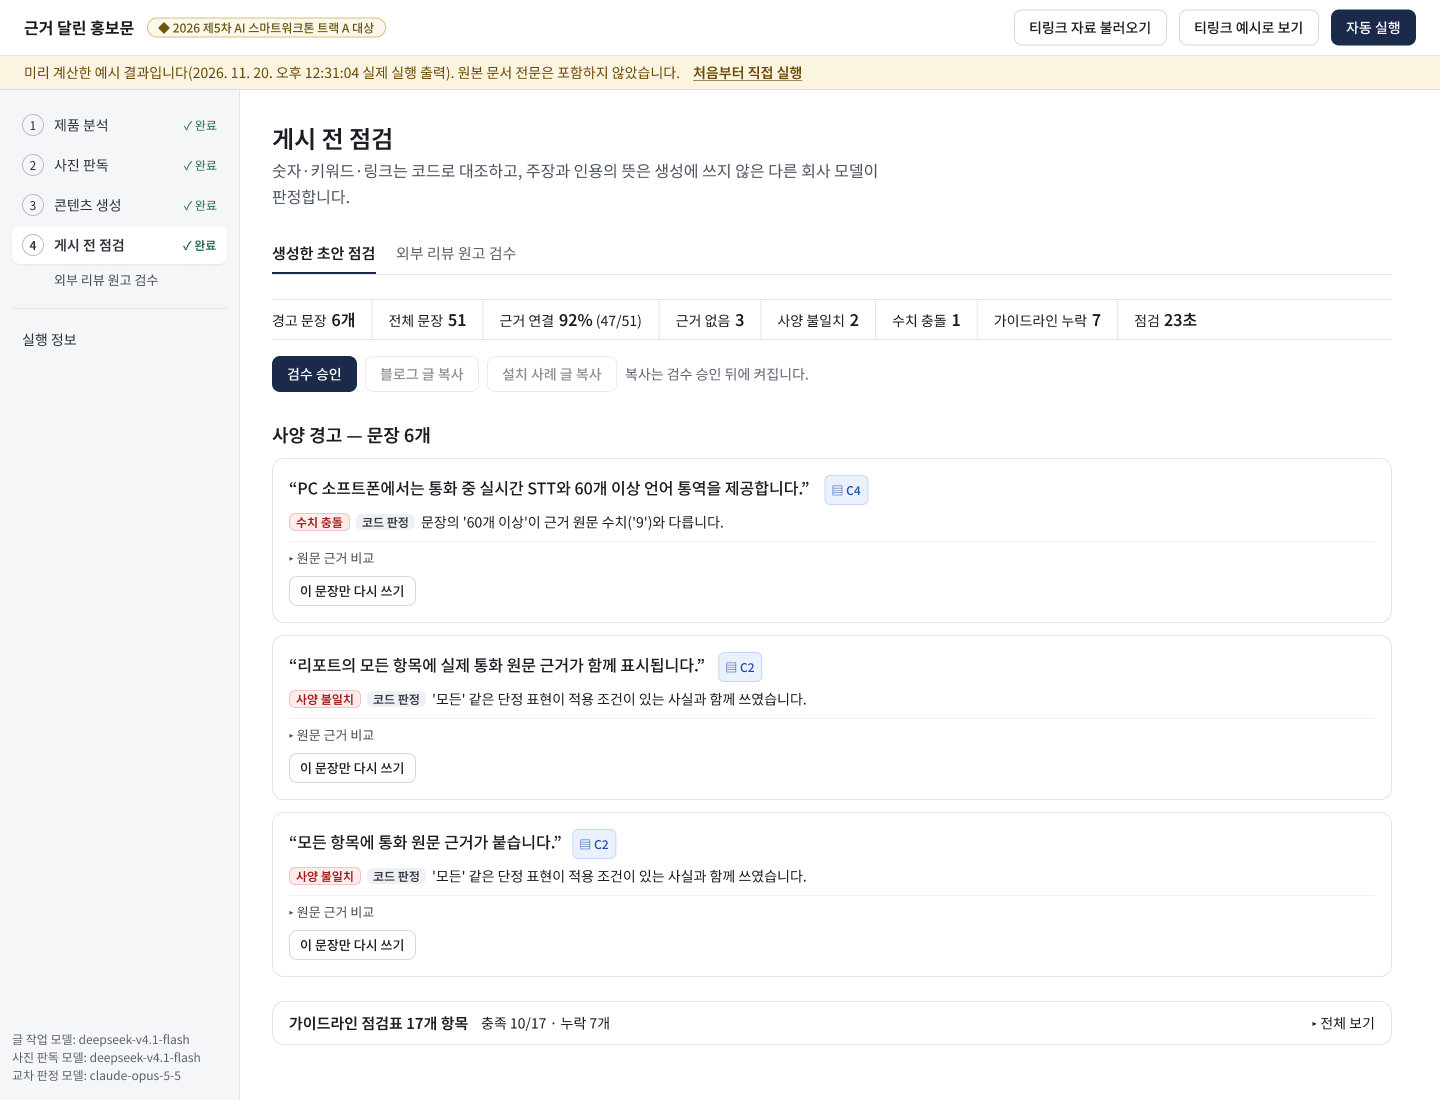 근거 달린 홍보문
◆ 2026 제5차 AI 스마트워크톤 트랙 A 대상
티링크 자료 불러오기
티링크 예시로 보기
자동 실행
미리 계산한 예시 결과입니다(2026. 11. 20. 오후 12:31:04 실제 실행 출력). 원본 문서 전문은 포함하지 않았습니다. 처음부터 직접 실행
1 제품 분석 ✓ 완료
2 사진 판독 ✓ 완료
3 콘텐츠 생성 ✓ 완료
4 게시 전 점검 ✓ 완료
외부 리뷰 원고 검수
실행 정보
글 작업 모델: deepseek-v4.1-flash
사진 판독 모델: deepseek-v4.1-flash
교차 판정 모델: claude-opus-5-5
게시 전 점검
숫자·키워드·링크는 코드로 대조하고, 주장과 인용의 뜻은 생성에 쓰지 않은 다른 회사 모델이
판정합니다.
생성한 초안 점검 외부 리뷰 원고 검수
경고 문장 6개 전체 문장 51 근거 연결 92% (47/51) 근거 없음 3 사양 불일치 2 수치 충돌 1 가이드라인 누락 7 점검 23초
검수 승인 블로그 글 복사 설치 사례 글 복사 복사는 검수 승인 뒤에 켜집니다.
사양 경고 — 문장 6개
“PC 소프트폰에서는 통화 중 실시간 STT와 60개 이상 언어 통역을 제공합니다.” C4
수치 충돌 코드 판정 문장의 '60개 이상'이 근거 원문 수치('9')와 다릅니다.
▸ 원문 근거 비교
이 문장만 다시 쓰기
“리포트의 모든 항목에 실제 통화 원문 근거가 함께 표시됩니다.” C2
사양 불일치 코드 판정 '모든' 같은 단정 표현이 적용 조건이 있는 사실과 함께 쓰였습니다.
▸ 원문 근거 비교
이 문장만 다시 쓰기
“모든 항목에 통화 원문 근거가 붙습니다.” C2
사양 불일치 코드 판정 '모든' 같은 단정 표현이 적용 조건이 있는 사실과 함께 쓰였습니다.
▸ 원문 근거 비교
이 문장만 다시 쓰기
가이드라인 점검표 17개 항목 충족 10/17 · 누락 7개 ▸ 전체 보기